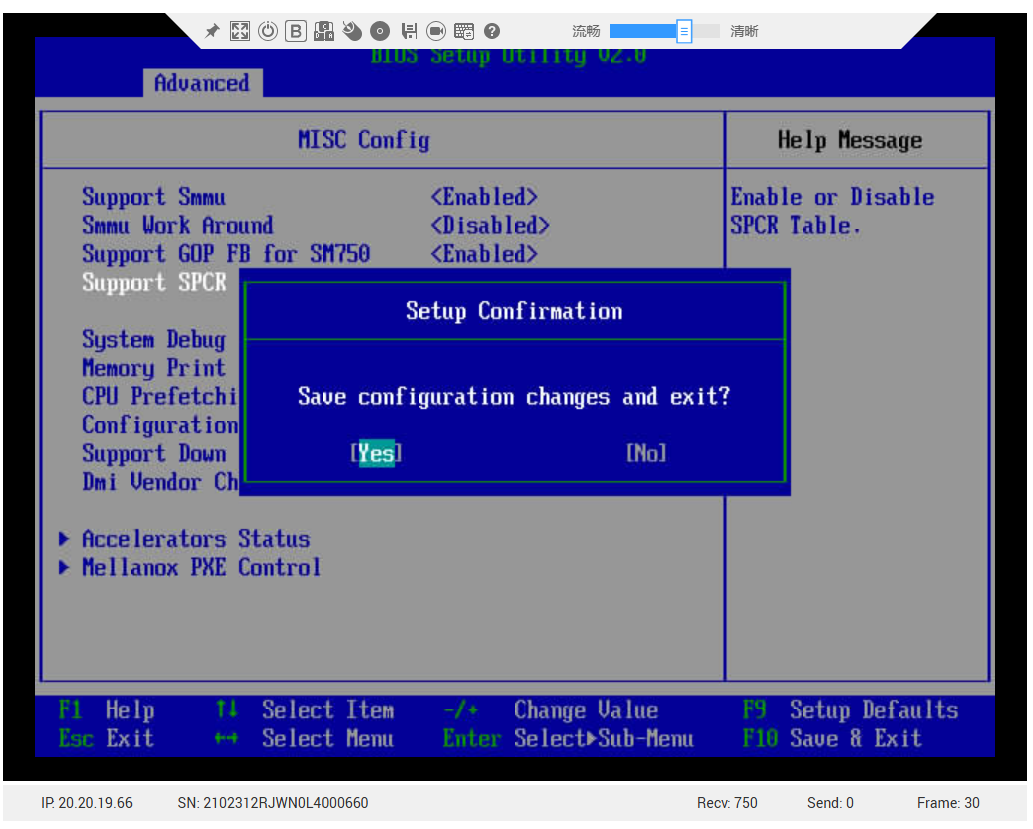 B
流畅 清晰
BIOS Setup Utility V2.0
Advanced
MISC Config
Help Message
Support Smmu <Enabled>
Smmu Work Around <Disabled>
Support GOP FB for SM750 <Enabled>
Support SPCR
System Debug
Memory Print
CPU Prefetchi
Configuration
Support Down
Dmi Vendor Ch
Accelerators Status
Mellanox PXE Control
Enable or Disable
SPCR Table.
Setup Confirmation
Save configuration changes and exit?
[Yes] [No]
F1 Help ↑↓ Select Item -/+ Change Value F9 Setup Defaults
Esc Exit ←→ Select Menu Enter Select▶Sub-Menu F10 Save & Exit
IP. 20.20.19.66 SN: 2102312RJWN0L4000660 Recv: 750 Send: 0 Frame: 30